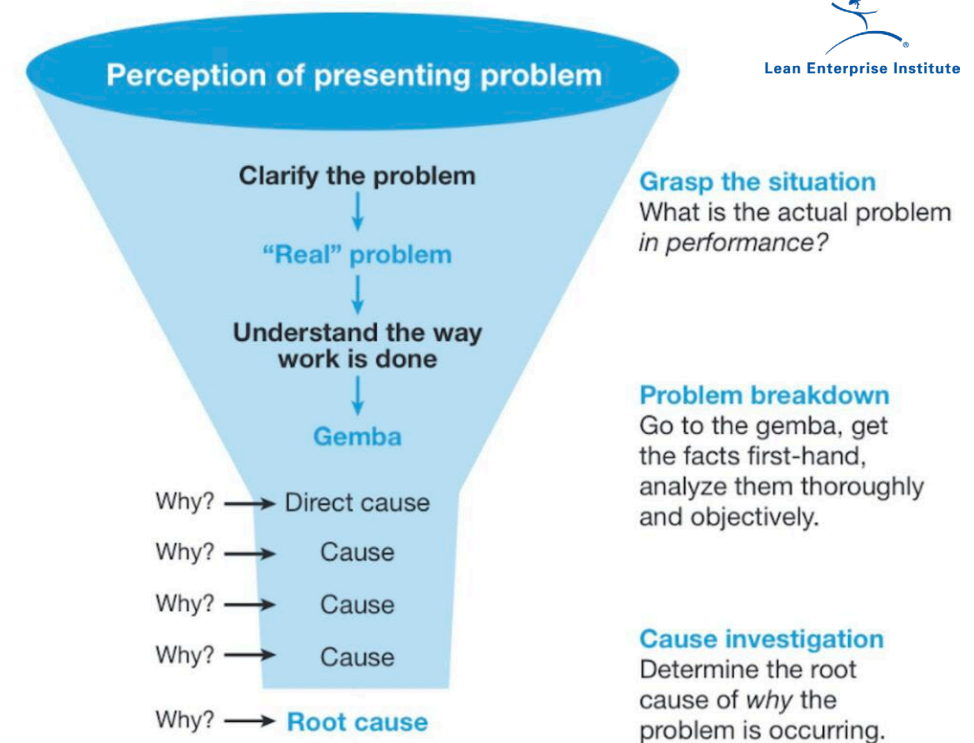 Perception of presenting problem
Lean Enterprise Institute
Clarify the problem
“Real” problem
Understand the way
work is done
Gemba
Grasp the situation
What is the actual problem
in performance?
Problem breakdown
Go to the gemba, get
the facts first-hand,
analyze them thoroughly
and objectively.
Why? Direct cause
Why? Cause
Why? Cause
Why? Cause
Why? Root cause
Cause investigation
Determine the root
cause of why the
problem is occurring.